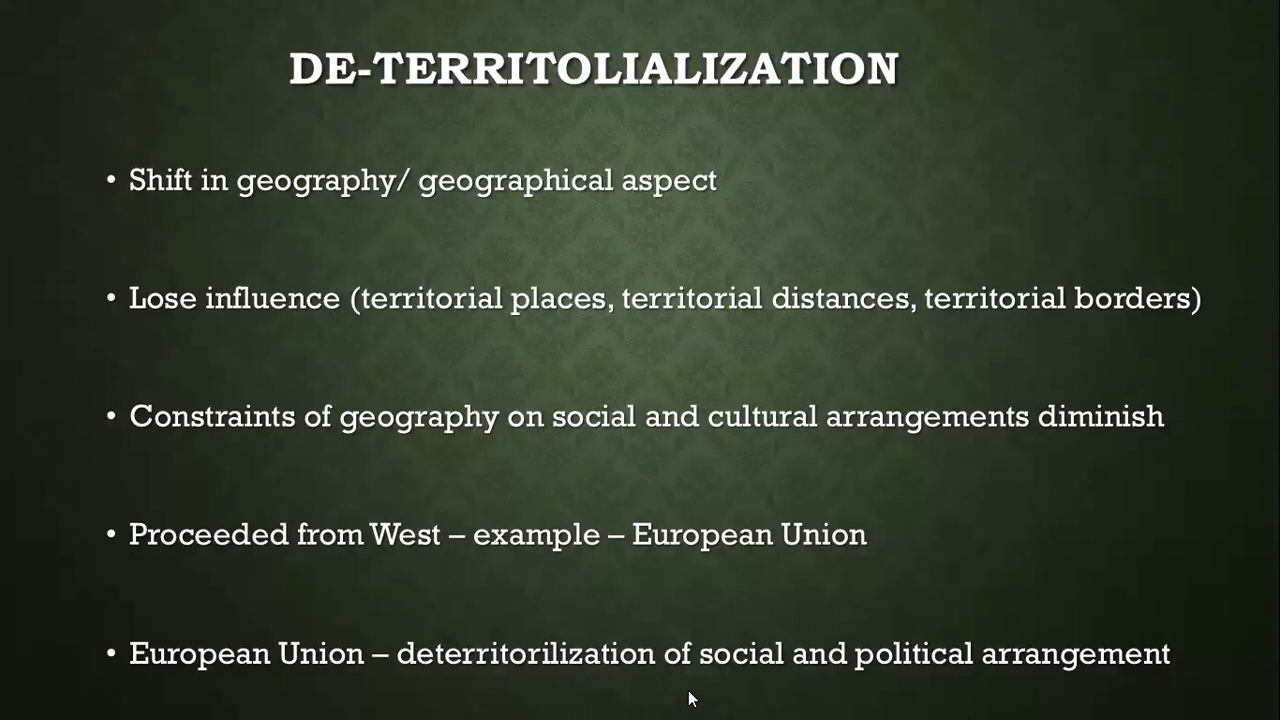 DE-TERRITOLIALIZATION
• Shift in geography/ geographical aspect
• Lose influence (territorial places, territorial distances, territorial borders)
• Constraints of geography on social and cultural arrangements diminish
• Proceeded from West – example – European Union
• European Union – deterritorilization of social and political arrangement